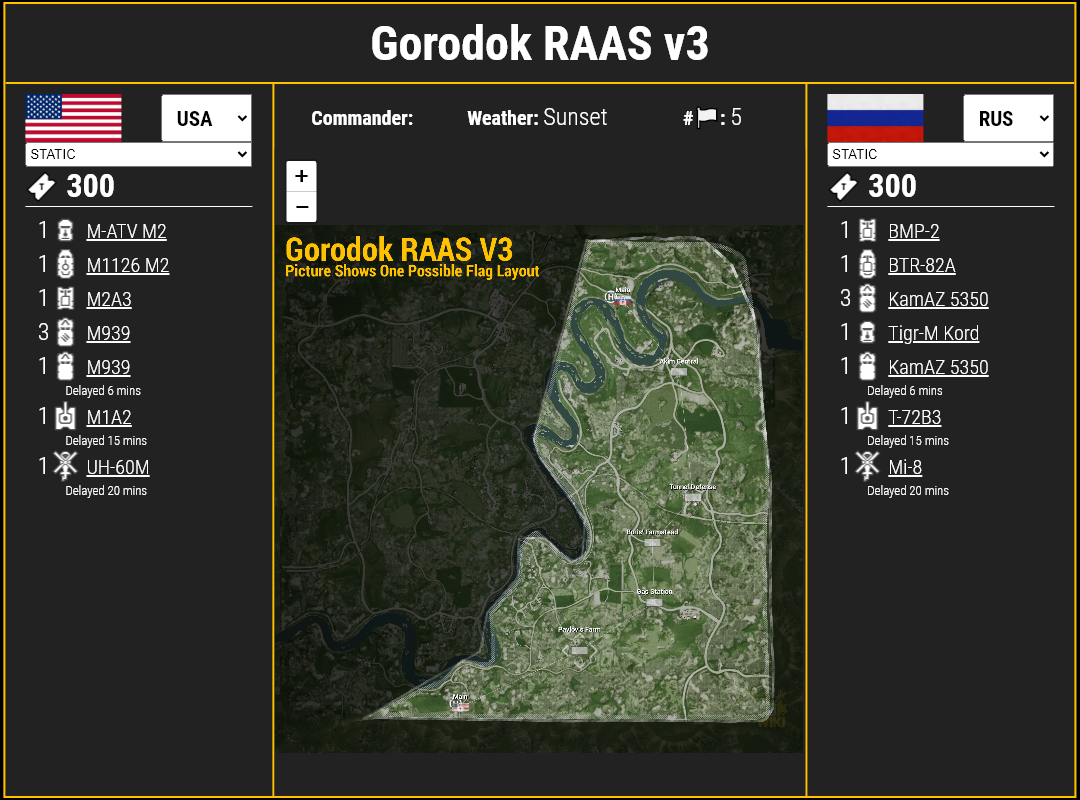 Gorodok RAAS v3
USA
STATIC
300
1 M-ATV M2
1 M1126 M2
1 M2A3
3 M939
1 M939
Delayed 6 mins
1 M1A2
Delayed 15 mins
1 UH-60M
Delayed 20 mins
Commander:
Weather: Sunset
# : 5
+
−
Gorodok RAAS V3
Picture Shows One Possible Flag Layout
Main
Akim Central
Tunnel Defense
Boris' Farmstead
Gas Station
Pavlov's Farm
Main
RUS
STATIC
300
1 BMP-2
1 BTR-82A
3 KamAZ 5350
1 Tigr-M Kord
1 KamAZ 5350
Delayed 6 mins
1 T-72B3
Delayed 15 mins
1 Mi-8
Delayed 20 mins